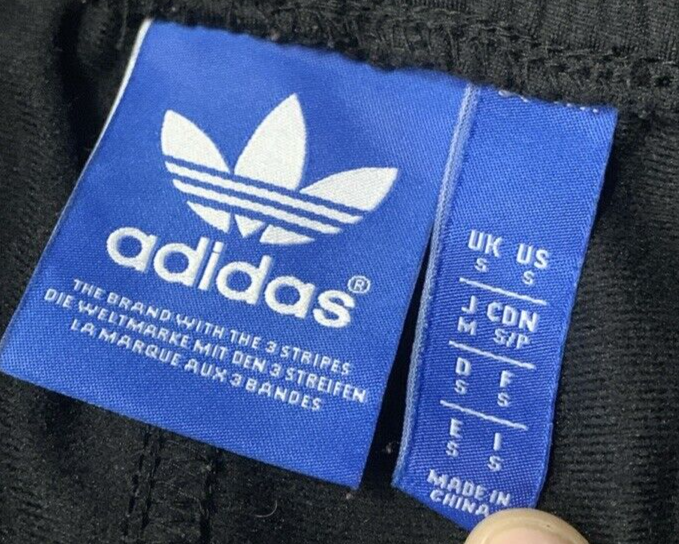 adidas®
THE BRAND WITH THE 3 STRIPES
DIE WELTMARKE MIT DEN 3 STREIFEN
LA MARQUE AUX 3 BANDES
UK US
S S
J CDN
M S/P
D F
S S
E I
S S
MADE IN
CHINA